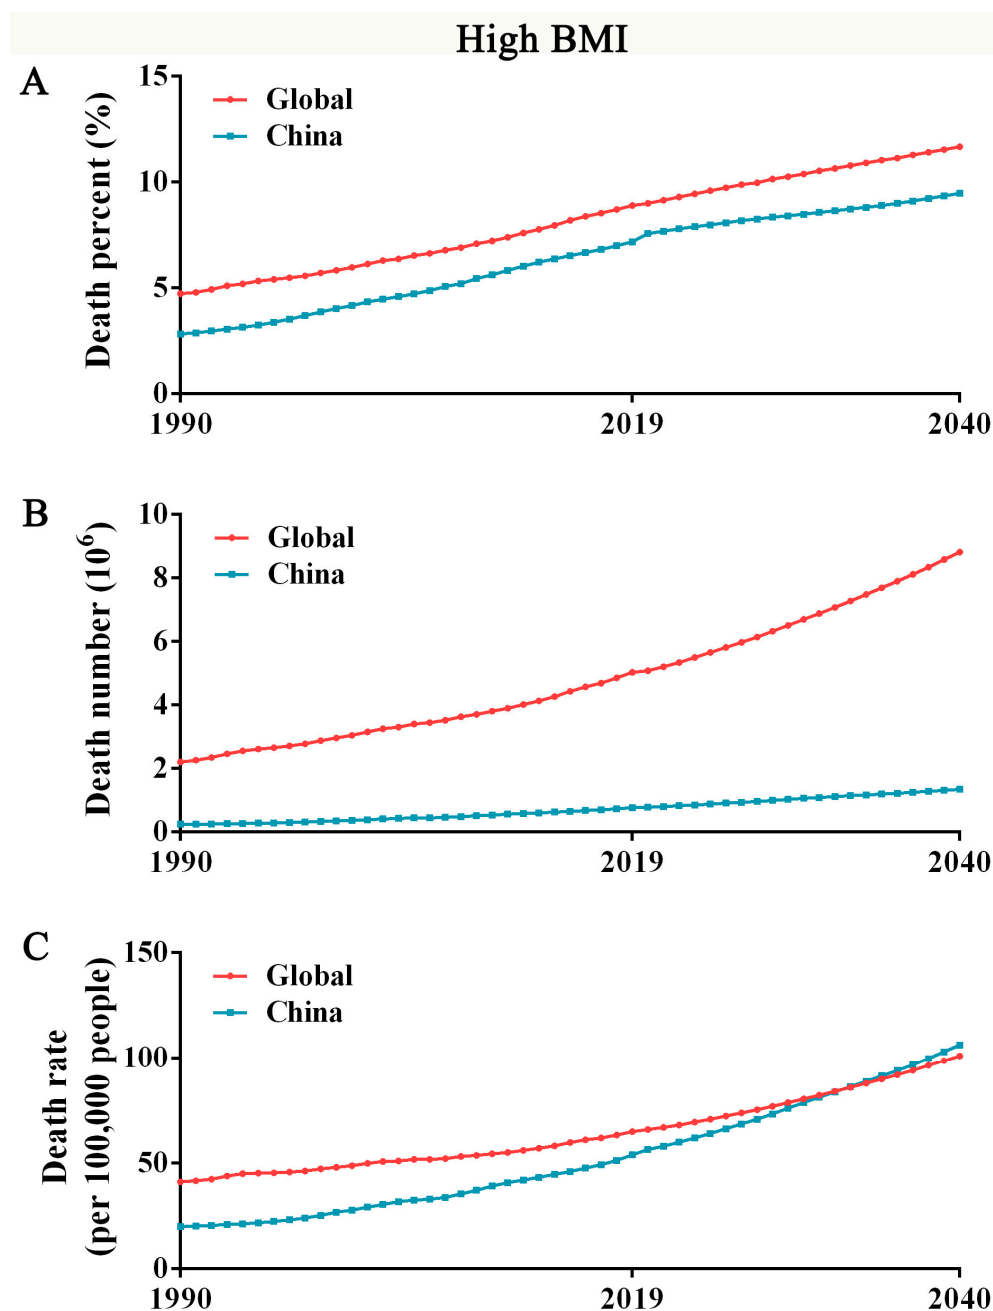 High BMI
A
Death percent (%)
15
10
5
0
Global
China
1990
2019
2040
B
Death number (10⁶)
10
8
6
4
2
0
Global
China
1990
2019
2040
C
Death rate
(per 100,000 people)
150
100
50
0
Global
China
1990
2019
2040